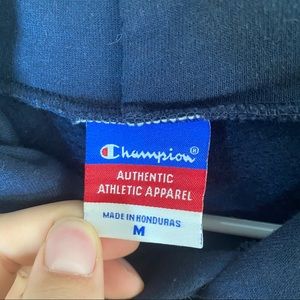 Champion®
AUTHENTIC
ATHLETIC APPAREL
MADE IN HONDURAS
M